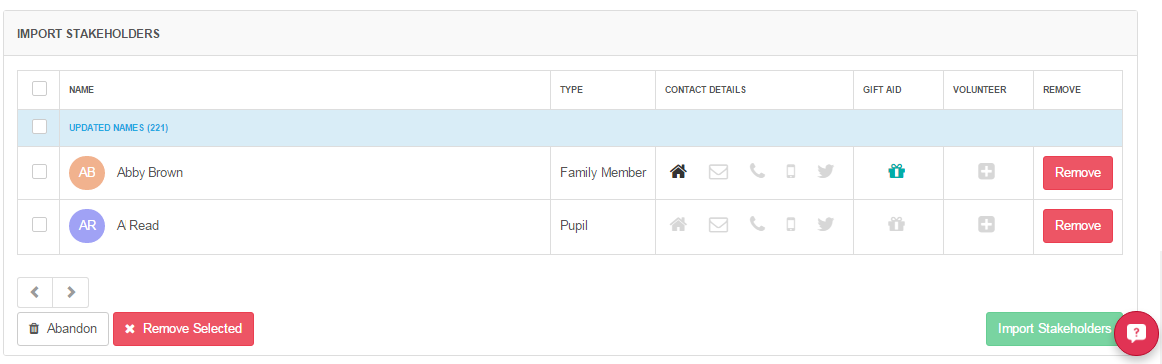 IMPORT STAKEHOLDERS
NAME TYPE CONTACT DETAILS GIFT AID VOLUNTEER REMOVE
UPDATED NAMES (221)
AB Abby Brown Family Member Remove
AR A Read Pupil Remove
Abandon Remove Selected Import Stakeholders ?